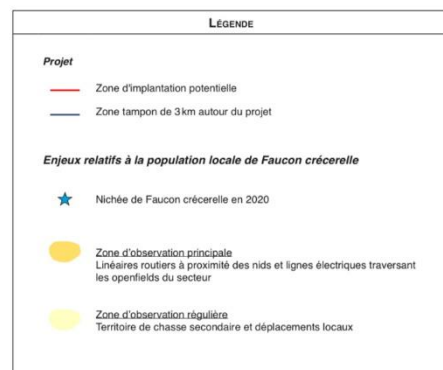 LÉGENDE
Projet
Zone d'implantation potentielle
Zone tampon de 3 km autour du projet
Enjeux relatifs à la population locale de Faucon crécerelle
Nichée de Faucon crécerelle en 2020
Zone d'observation principale
Linéaires routiers à proximité des nids et lignes électriques traversant
les openfields du secteur
Zone d'observation régulière
Territoire de chasse secondaire et déplacements locaux